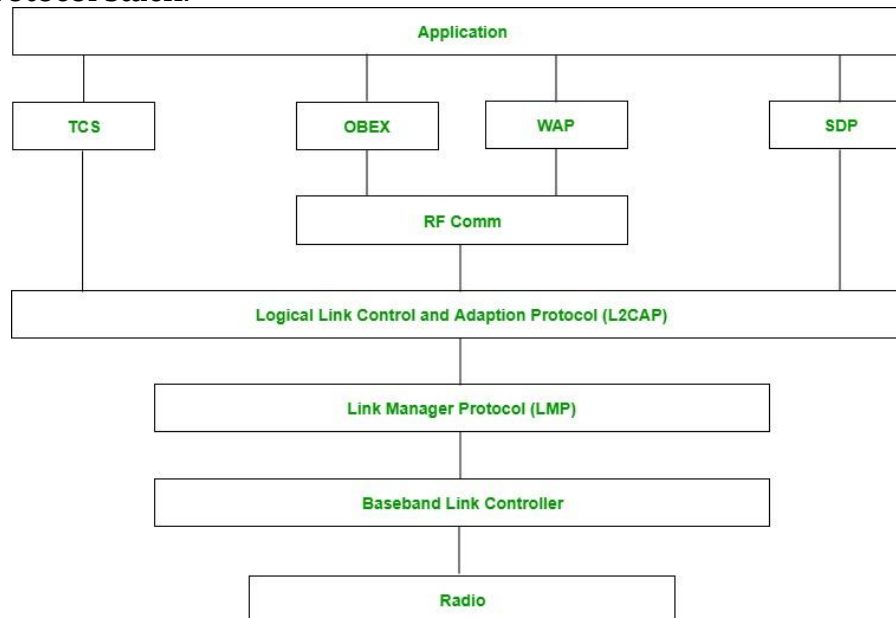 Application
TCS
OBEX
WAP
SDP
RF Comm
Logical Link Control and Adaption Protocol (L2CAP)
Link Manager Protocol (LMP)
Baseband Link Controller
Radio